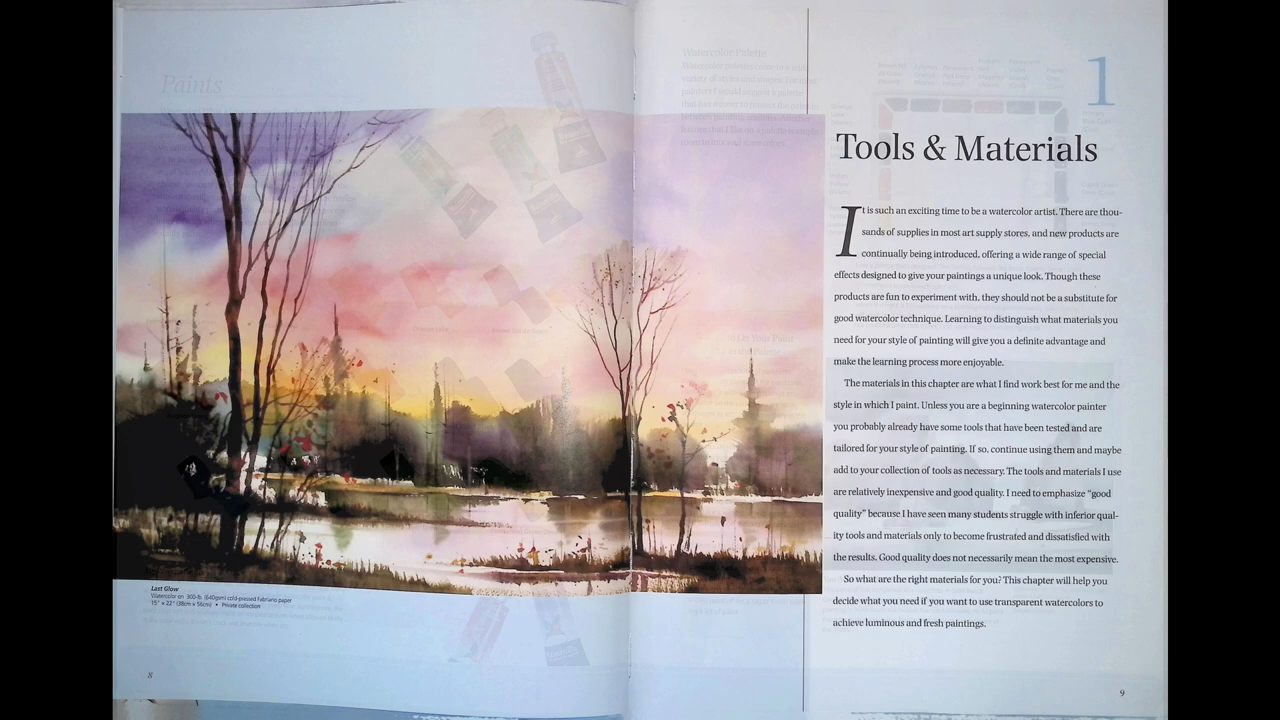 Paints
Last Glow
Watercolor on 300-lb. (640gsm) cold-pressed Fabriano paper
15" × 22" (38cm × 56cm) • Private collection
8
Watercolor Palette
1
Tools & Materials
It is such an exciting time to be a watercolor artist. There are thou-
sands of supplies in most art supply stores, and new products are
continually being introduced, offering a wide range of special
effects designed to give your paintings a unique look. Though these
products are fun to experiment with, they should not be a substitute for
good watercolor technique. Learning to distinguish what materials you
need for your style of painting will give you a definite advantage and
make the learning process more enjoyable.
The materials in this chapter are what I find work best for me and the
style in which I paint. Unless you are a beginning watercolor painter
you probably already have some tools that have been tested and are
tailored for your style of painting. If so, continue using them and maybe
add to your collection of tools as necessary. The tools and materials I use
are relatively inexpensive and good quality. I need to emphasize “good
quality” because I have seen many students struggle with inferior qual-
ity tools and materials only to become frustrated and dissatisfied with
the results. Good quality does not necessarily mean the most expensive.
So what are the right materials for you? This chapter will help you
decide what you need if you want to use transparent watercolors to
achieve luminous and fresh paintings.
9